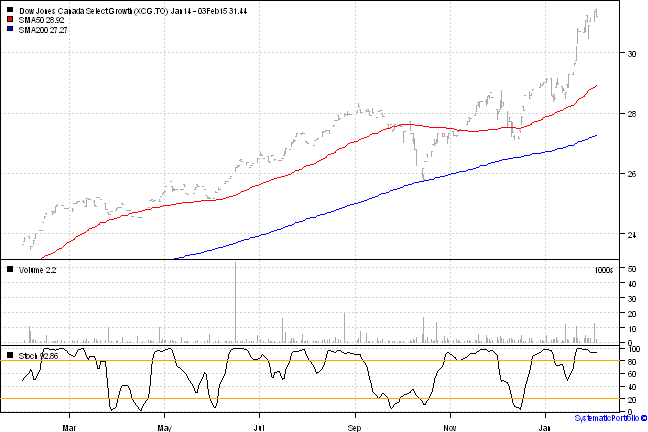 Dow Jones Canada Select Growth (XCG.TO) Jan14 - 03Feb15 31.44
SMA50 28.92
SMA200 27.27
30
28
26
24
Volume 2.2
1000s
50
40
30
20
10
0
Stoch 92.86
100
80
60
40
20
0
Mar May Jul Sep Nov Jan
SystematicPortfolio ©